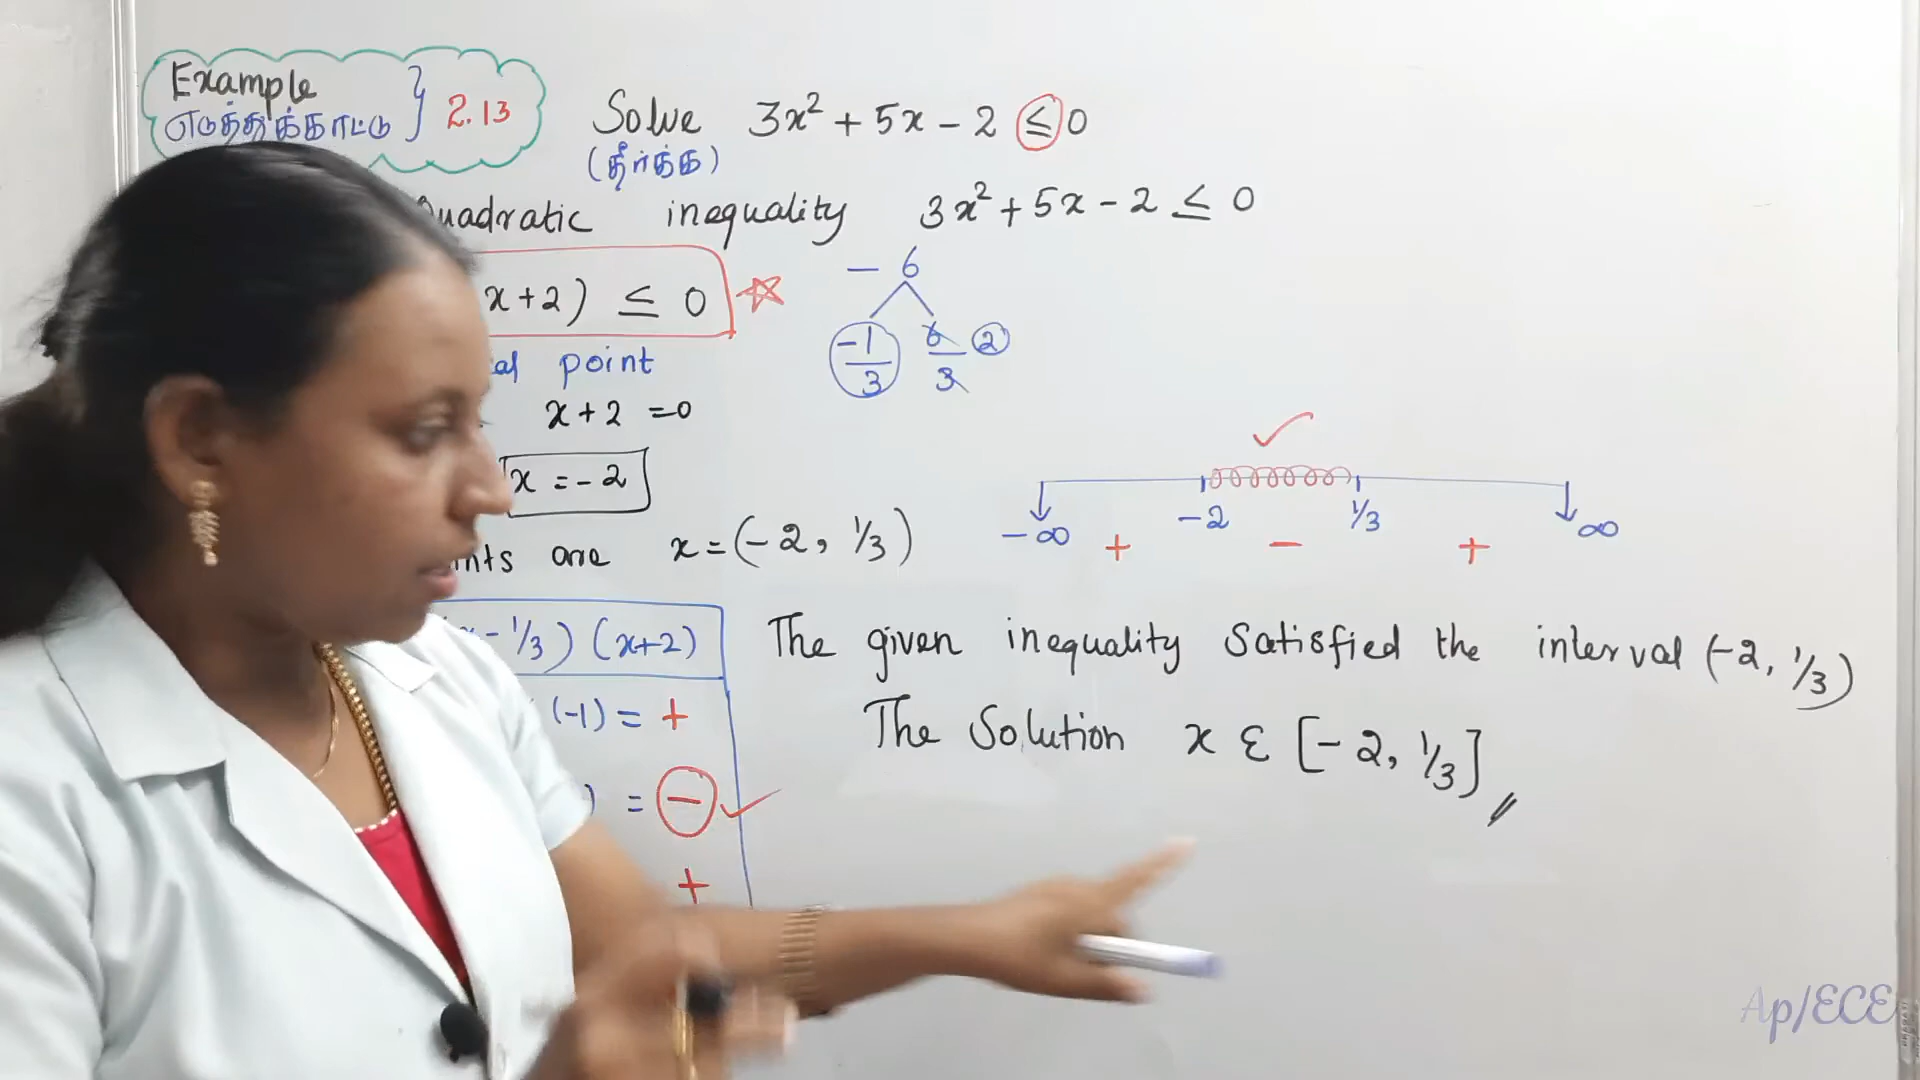 Example
எடுத்துக்காட்டு } 2.13
Solve 3x² + 5x - 2 ≤ 0
(தீர்க்க)
Quadratic inequality 3x² + 5x - 2 ≤ 0
x+2) ≤ 0
- 6
-1/3 6/3 2
point
x+2 =0
x = -2
-∞ -2 1/3 ∞
+ - +
are x = (-2, 1/3)
- 1/3) (x+2)
(-1) = +
) = -
+
The given inequality Satisfied the interval (-2, 1/3)
The Solution x ε [-2, 1/3]
Ap/ECE